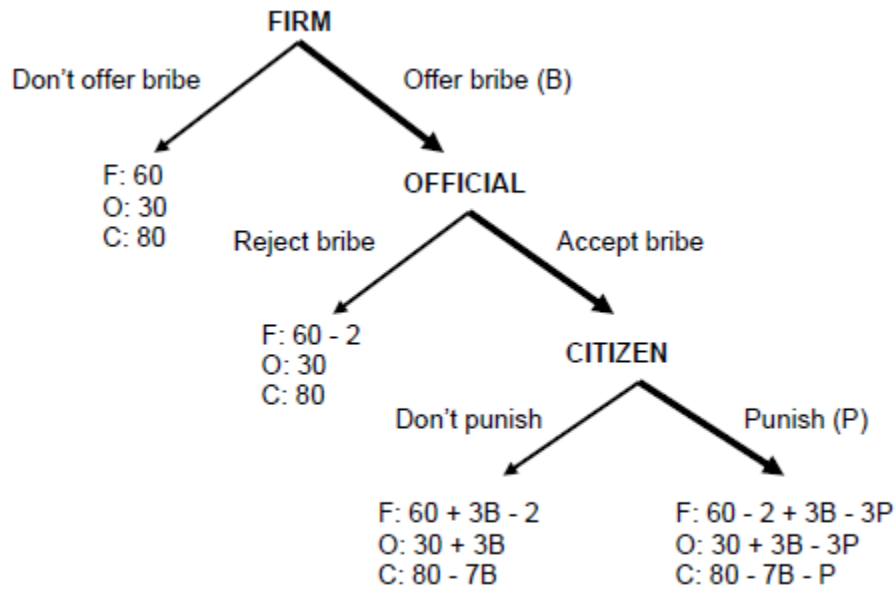 FIRM
Don't offer bribe
Offer bribe (B)
F: 60
O: 30
C: 80
OFFICIAL
Reject bribe
Accept bribe
F: 60 - 2
O: 30
C: 80
CITIZEN
Don't punish
Punish (P)
F: 60 + 3B - 2
O: 30 + 3B
C: 80 - 7B
F: 60 - 2 + 3B - 3P
O: 30 + 3B - 3P
C: 80 - 7B - P